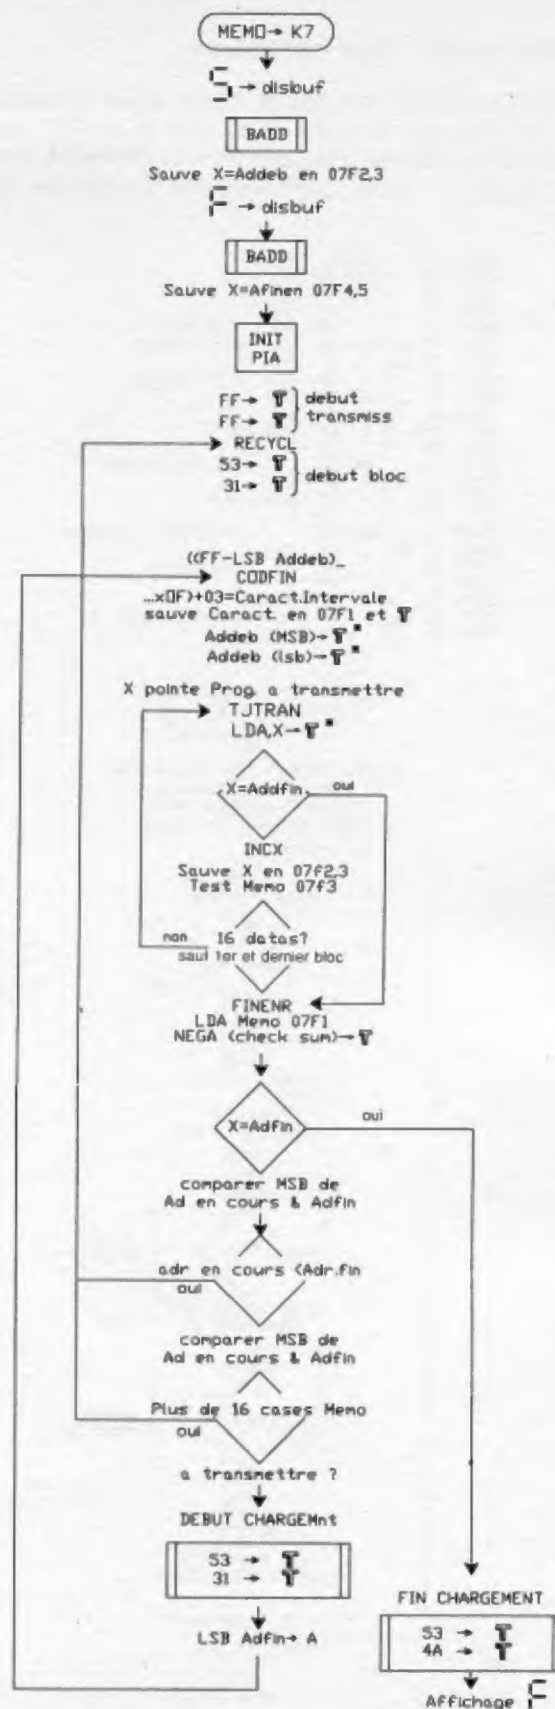 MEMO→ K7
S → disbuf
BADD
Sauve X=Addeb en 07F2,3
F → disbuf
BADD
Sauve X=Afinen 07F4,5
INIT
PIA
FF→ T } debut
FF→ T } transmiss
RECYCL
53→ T
31→ T } debut bloc
((FF-LSB Addeb)_
CODFIN
...x0F)+03=Caract.Intervale
sauve Caract. en 07F1 et T
Addeb (MSB)→ T"
Addeb (lsb)→ T"
X pointe Prog. a transmettre
TJTRAN
LDA,X→ T"
X=Addfin
oui
INCX
Sauve X en 07f2,3
Test Memo 07f3
non
16 datas?
sauf 1er et dernier bloc
FINENR
LDA Memo 07F1
NEGA (check sum)→ T
X=Adfin
oui
comparer MSB de
Ad en cours & Adfin
adr en cours <Adr.fin
oui
comparer MSB de
Ad en cours & Adfin
Plus de 16 cases Memo
oui
a transmettre ?
DEBUT CHARGEMnt
53 → T
31 → T
LSB Adfin→ A
FIN CHARGEMENT
53 → T
4A → T
Affichage F